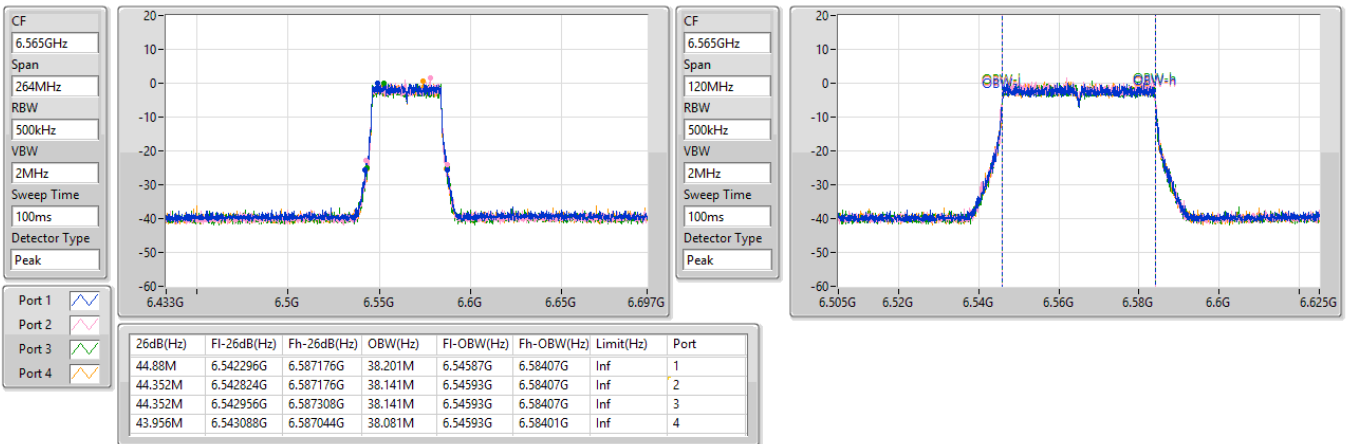 CF
6.565GHz
Span
264MHz
RBW
500kHz
VBW
2MHz
Sweep Time
100ms
Detector Type
Peak
20
10
0
-10
-20
-30
-40
-50
-60
6.433G 6.5G 6.55G 6.6G 6.65G 6.697G
CF
6.565GHz
Span
120MHz
RBW
500kHz
VBW
2MHz
Sweep Time
100ms
Detector Type
Peak
20
10
0
-10
-20
-30
-40
-50
-60
OBW-l OBW-h
6.505G 6.52G 6.54G 6.56G 6.58G 6.6G 6.625G
Port 1
Port 2
Port 3
Port 4
26dB(Hz) Fl-26dB(Hz) Fh-26dB(Hz) OBW(Hz) Fl-OBW(Hz) Fh-OBW(Hz) Limit(Hz) Port
44.88M 6.542296G 6.587176G 38.201M 6.54587G 6.58407G Inf 1
44.352M 6.542824G 6.587176G 38.141M 6.54593G 6.58407G Inf 2
44.352M 6.542956G 6.587308G 38.141M 6.54593G 6.58407G Inf 3
43.956M 6.543088G 6.587044G 38.081M 6.54593G 6.58401G Inf 4